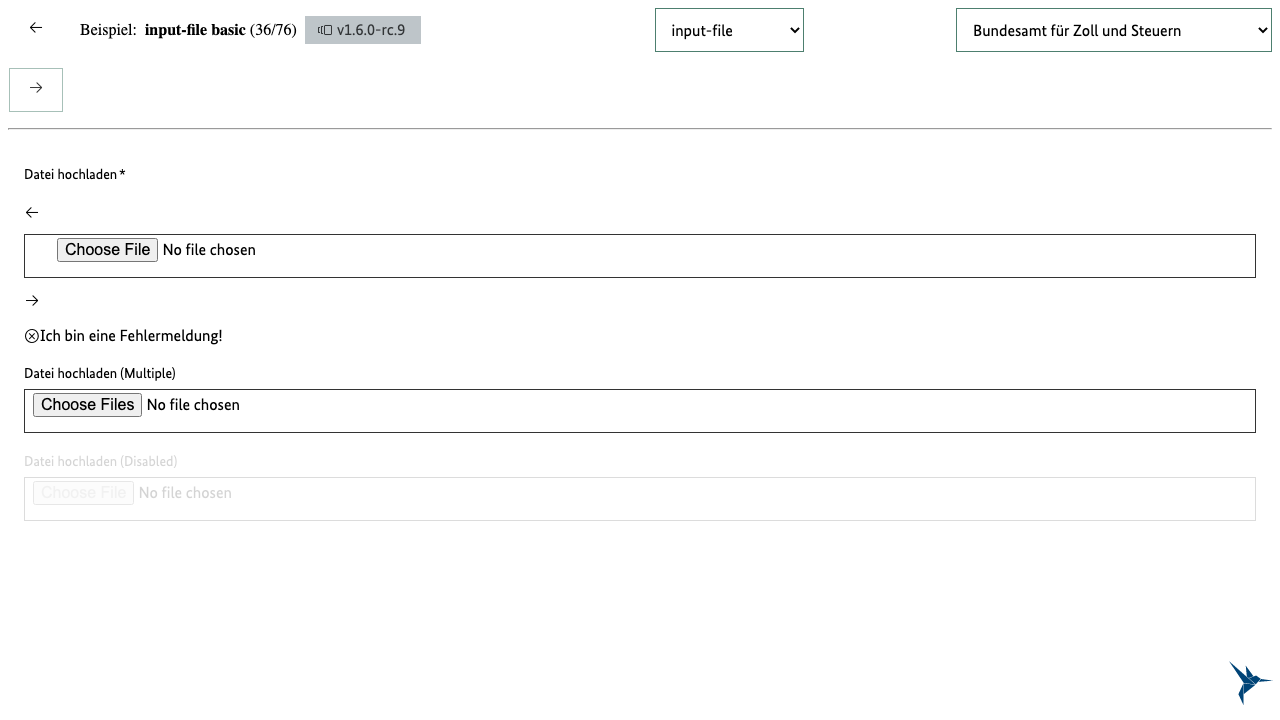 ← Beispiel: input-file basic (36/76) v1.6.0-rc.9 input-file Bundesamt für Zoll und Steuern
→
Datei hochladen *
←
Choose File No file chosen
→
Ich bin eine Fehlermeldung!
Datei hochladen (Multiple)
Choose Files No file chosen
Datei hochladen (Disabled)
Choose File No file chosen